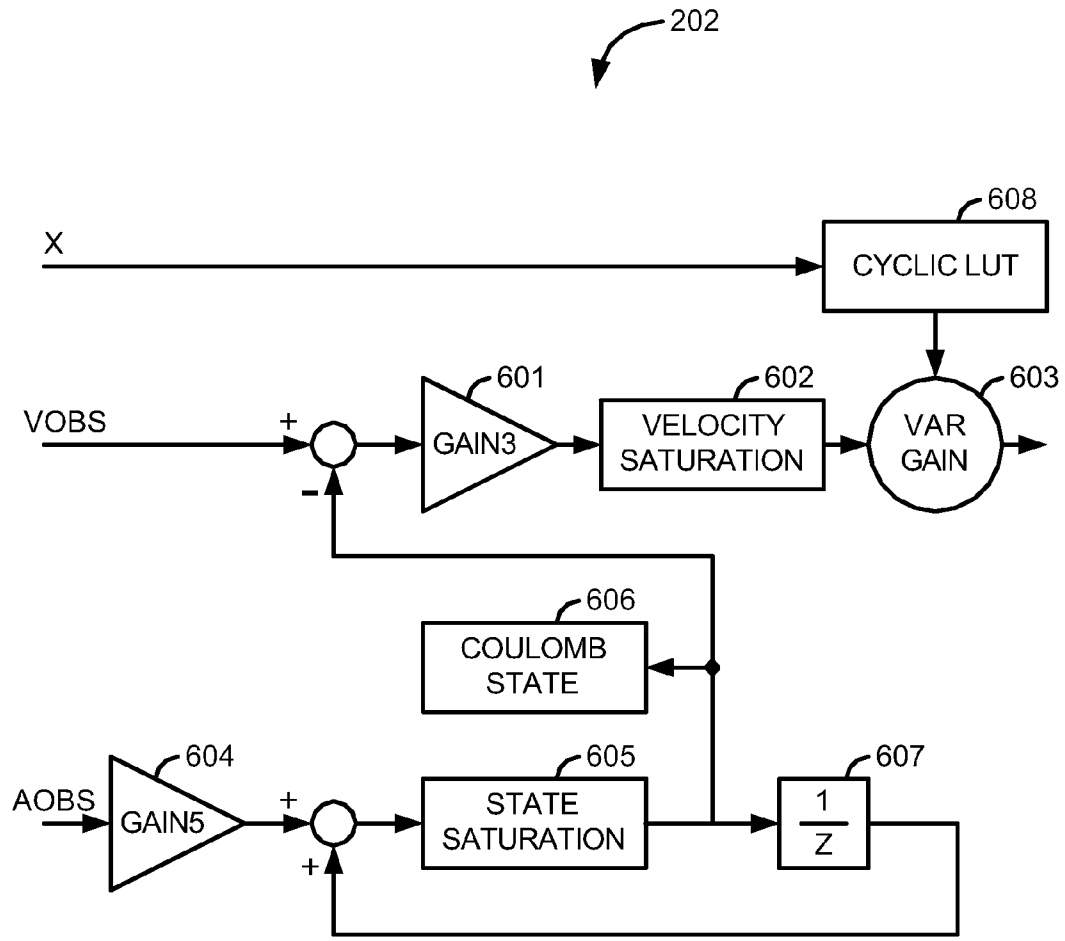 202
608
X
CYCLIC LUT
601
602
603
VOBS
+
-
GAIN3
VELOCITY
SATURATION
VAR
GAIN
606
COULOMB
STATE
604
605
607
AOBS
GAIN5
+
+
STATE
SATURATION
1
Z